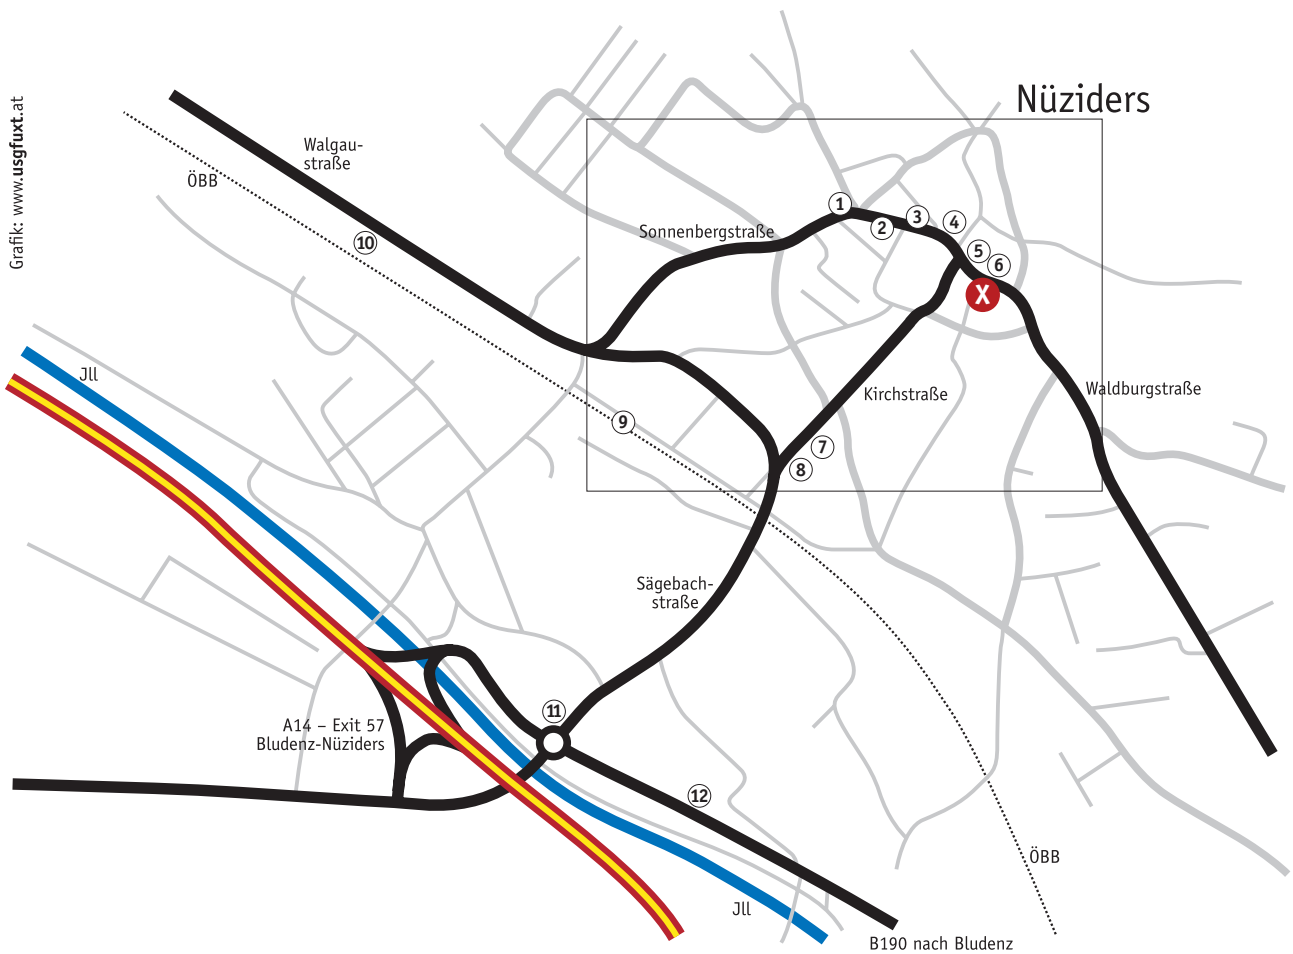 Nüziders
Grafik: www.usgfuxt.at
Walgau-
straße
ÖBB
10
Sonnenbergstraße
1
2
3
4
5
6
X
Jll
9
Kirchstraße
Waldburgstraße
7
8
Sägebach-
straße
11
A14 – Exit 57
Bludenz-Nüziders
12
ÖBB
Jll
B190 nach Bludenz